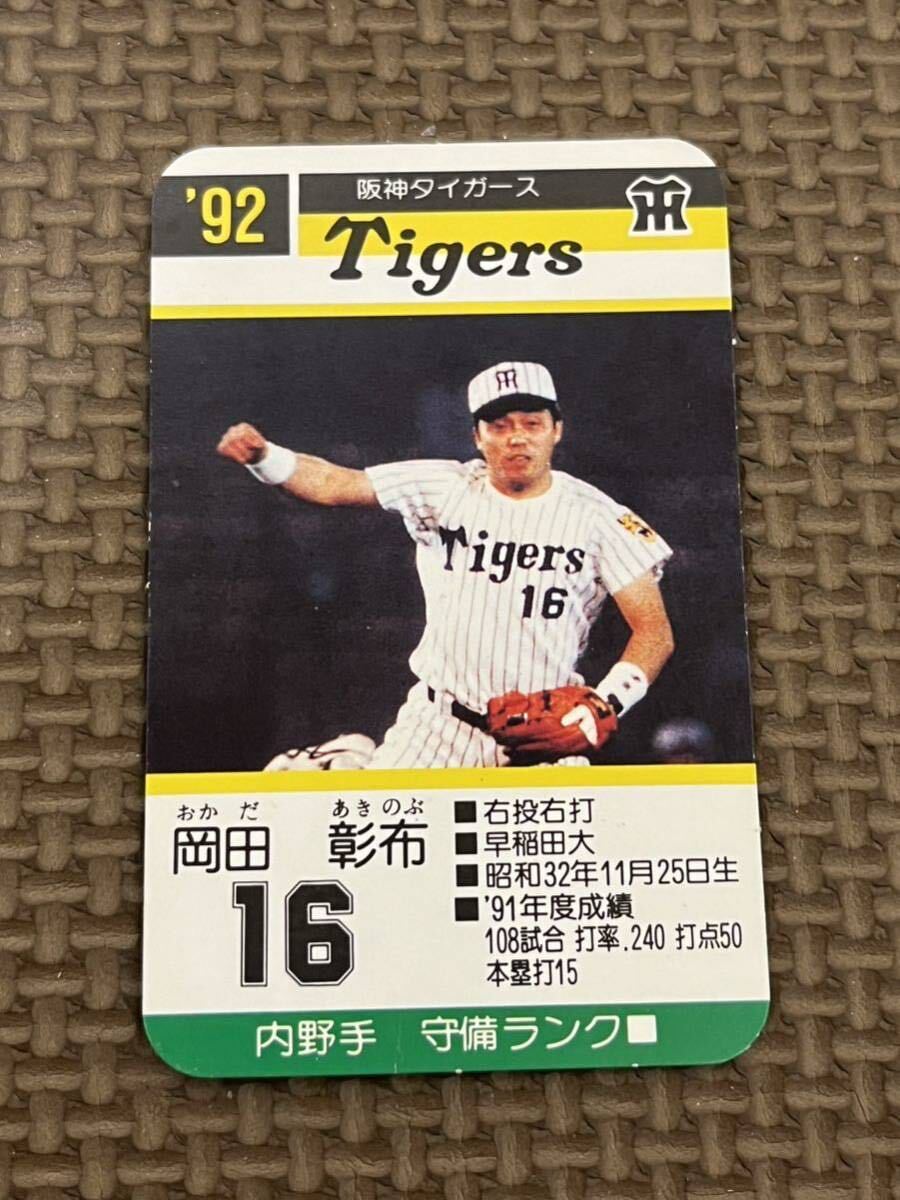 '92
阪神タイガース
Tigers
Tigers
16
おかだ あきのぶ
岡田 彰布
16
■右投右打
■早稲田大
■昭和32年11月25日生
■'91年度成績
108試合 打率.240 打点50
本塁打15
内野手 守備ランク■